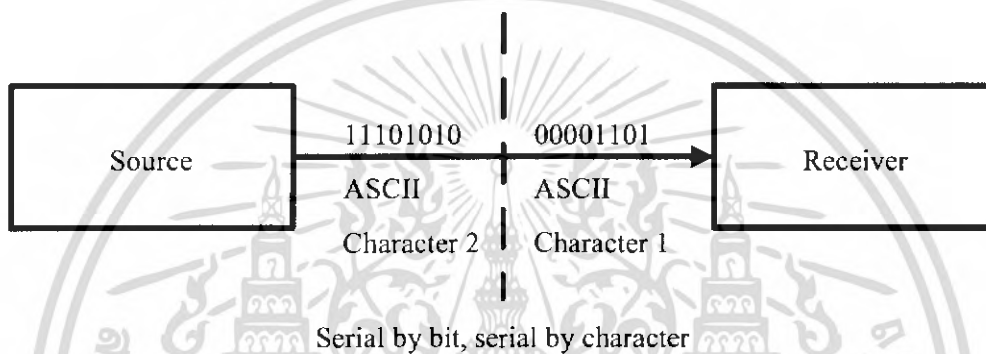 11101010 00001101
Source Receiver
ASCII ASCII
Character 2 Character 1
Serial by bit, serial by character